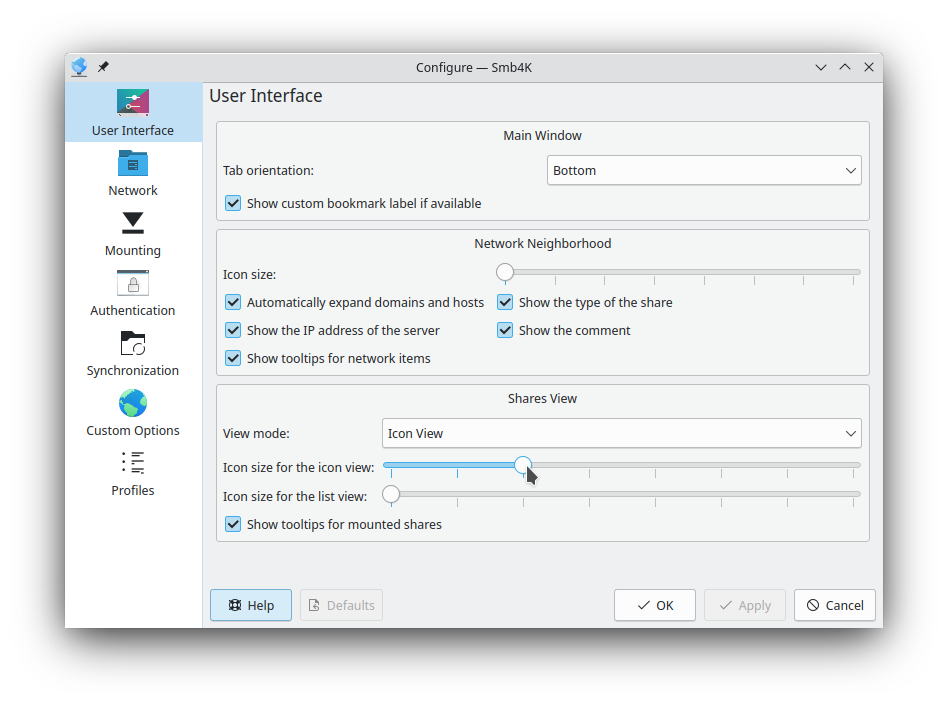 Configure — Smb4K
User Interface
Network
Mounting
Authentication
Synchronization
Custom Options
Profiles
User Interface
Main Window
Tab orientation: Bottom
Show custom bookmark label if available
Network Neighborhood
Icon size:
Automatically expand domains and hosts Show the type of the share
Show the IP address of the server Show the comment
Show tooltips for network items
Shares View
View mode: Icon View
Icon size for the icon view:
Icon size for the list view:
Show tooltips for mounted shares
Help Defaults OK Apply Cancel